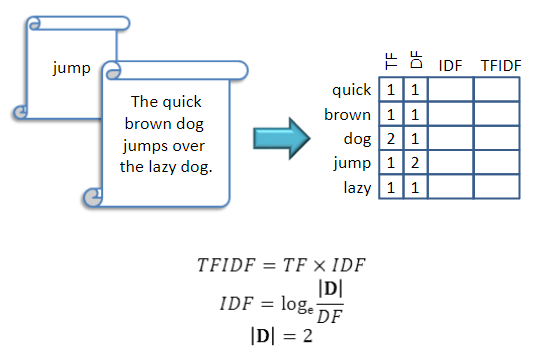 jump
The quick
brown dog
jumps over
the lazy dog.
TF DF IDF TFIDF
quick 1 1
brown 1 1
dog 2 1
jump 1 2
lazy 1 1
TFIDF = TF × IDF
IDF = logₑ |D|/DF
|D| = 2